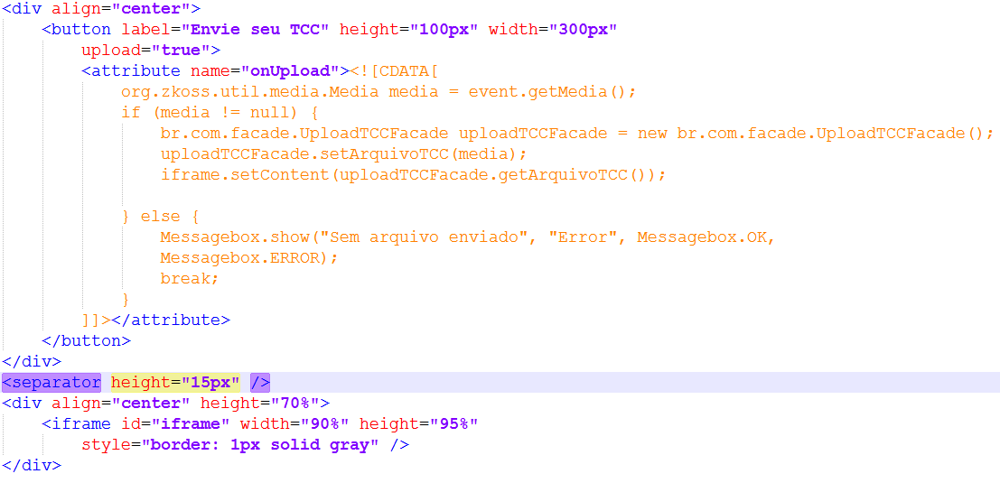 <div align="center">
    <button label="Envie seu TCC" height="100px" width="300px"
        upload="true">
        <attribute name="onUpload"><![CDATA[
            org.zkoss.util.media.Media media = event.getMedia();
            if (media != null) {
                br.com.facade.UploadTCCFacade uploadTCCFacade = new br.com.facade.UploadTCCFacade();
                uploadTCCFacade.setArquivoTCC(media);
                iframe.setContent(uploadTCCFacade.getArquivoTCC());

            } else {
                Messagebox.show("Sem arquivo enviado", "Error", Messagebox.OK,
                Messagebox.ERROR);
                break;
            }
        ]]></attribute>
    </button>
</div>
<separator height="15px" />
<div align="center" height="70%">
    <iframe id="iframe" width="90%" height="95%"
        style="border: 1px solid gray" />
</div>